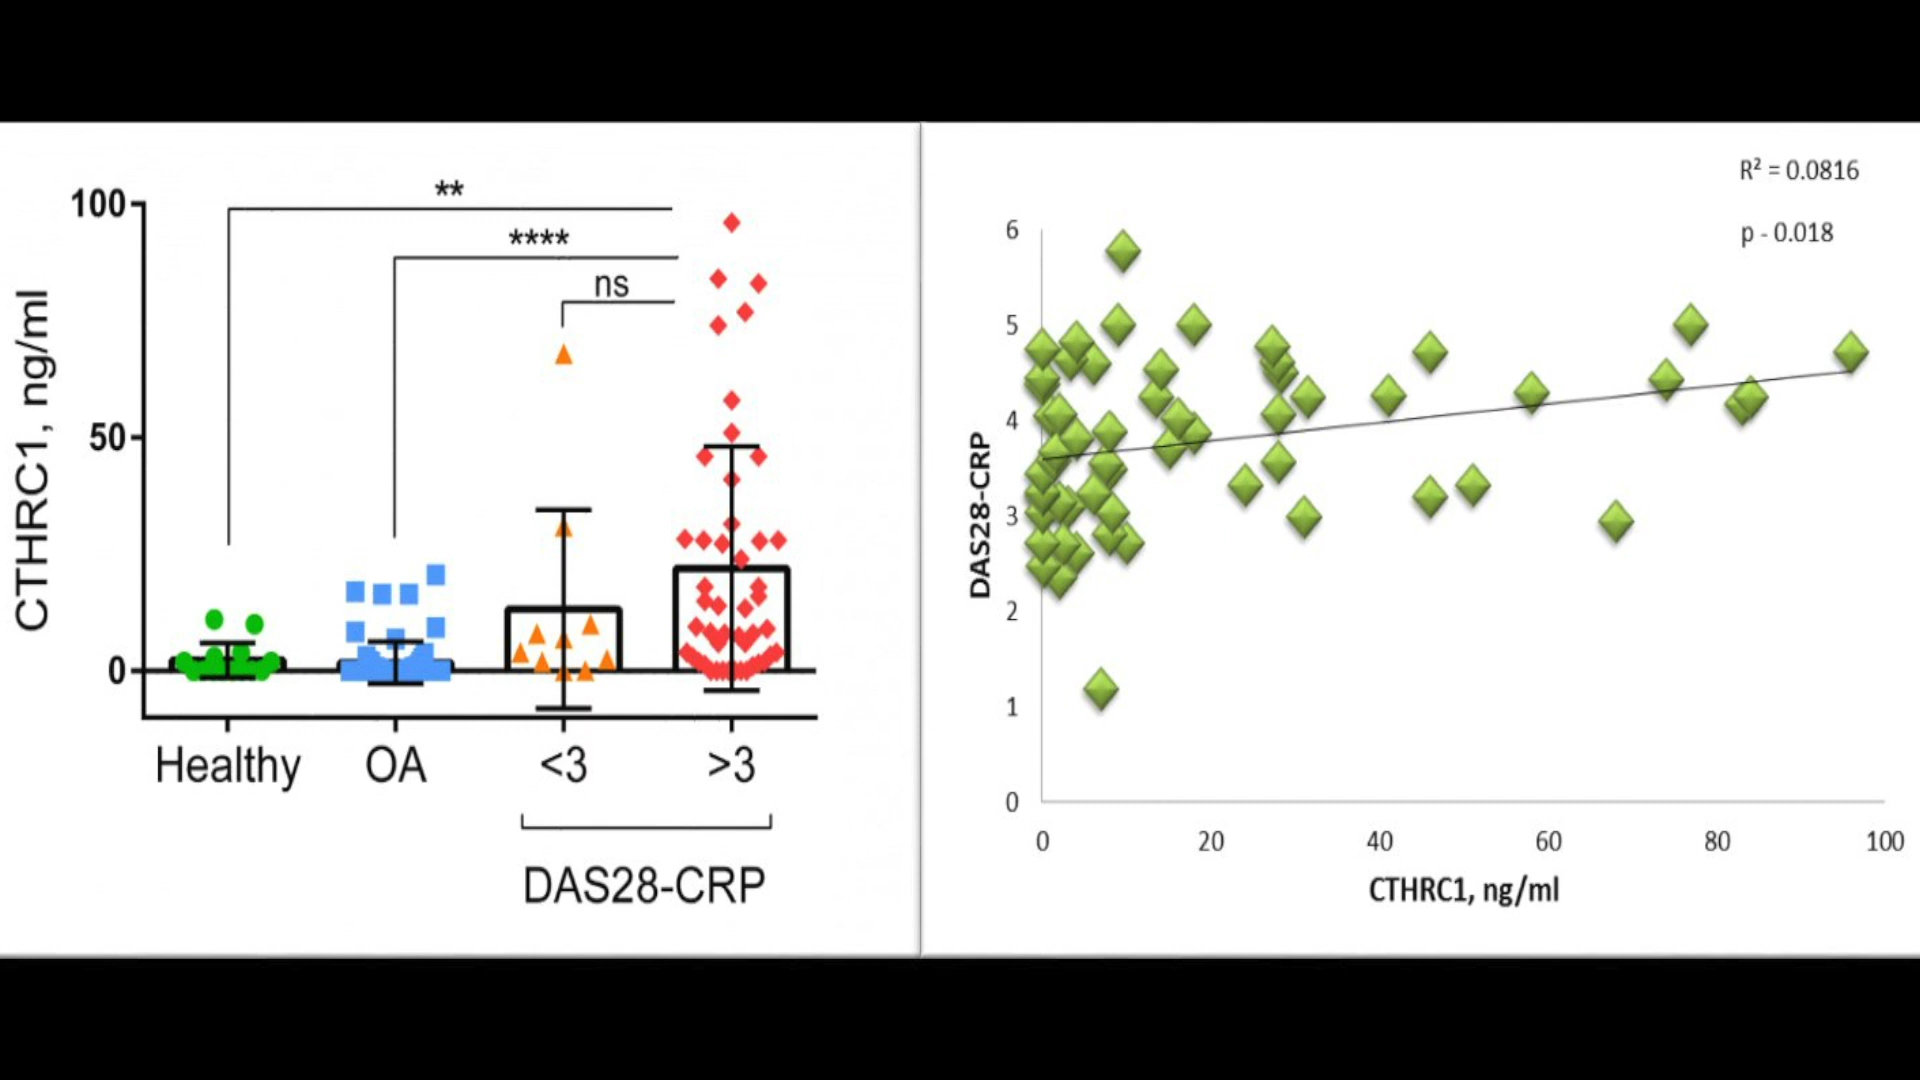 **
****
ns
100
50
0
CTHRC1, ng/ml
Healthy OA <3 >3
DAS28-CRP
R² = 0.0816
p - 0.018
6
5
4
3
2
1
0
DAS28-CRP
0 20 40 60 80 100
CTHRC1, ng/ml